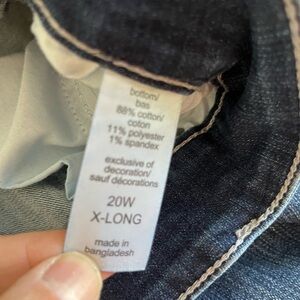 bottom/
bas
88% cotton/
coton
11% polyester
1% spandex
exclusive of
decoration/
sauf décorations
20W
X-LONG
made in
bangladesh